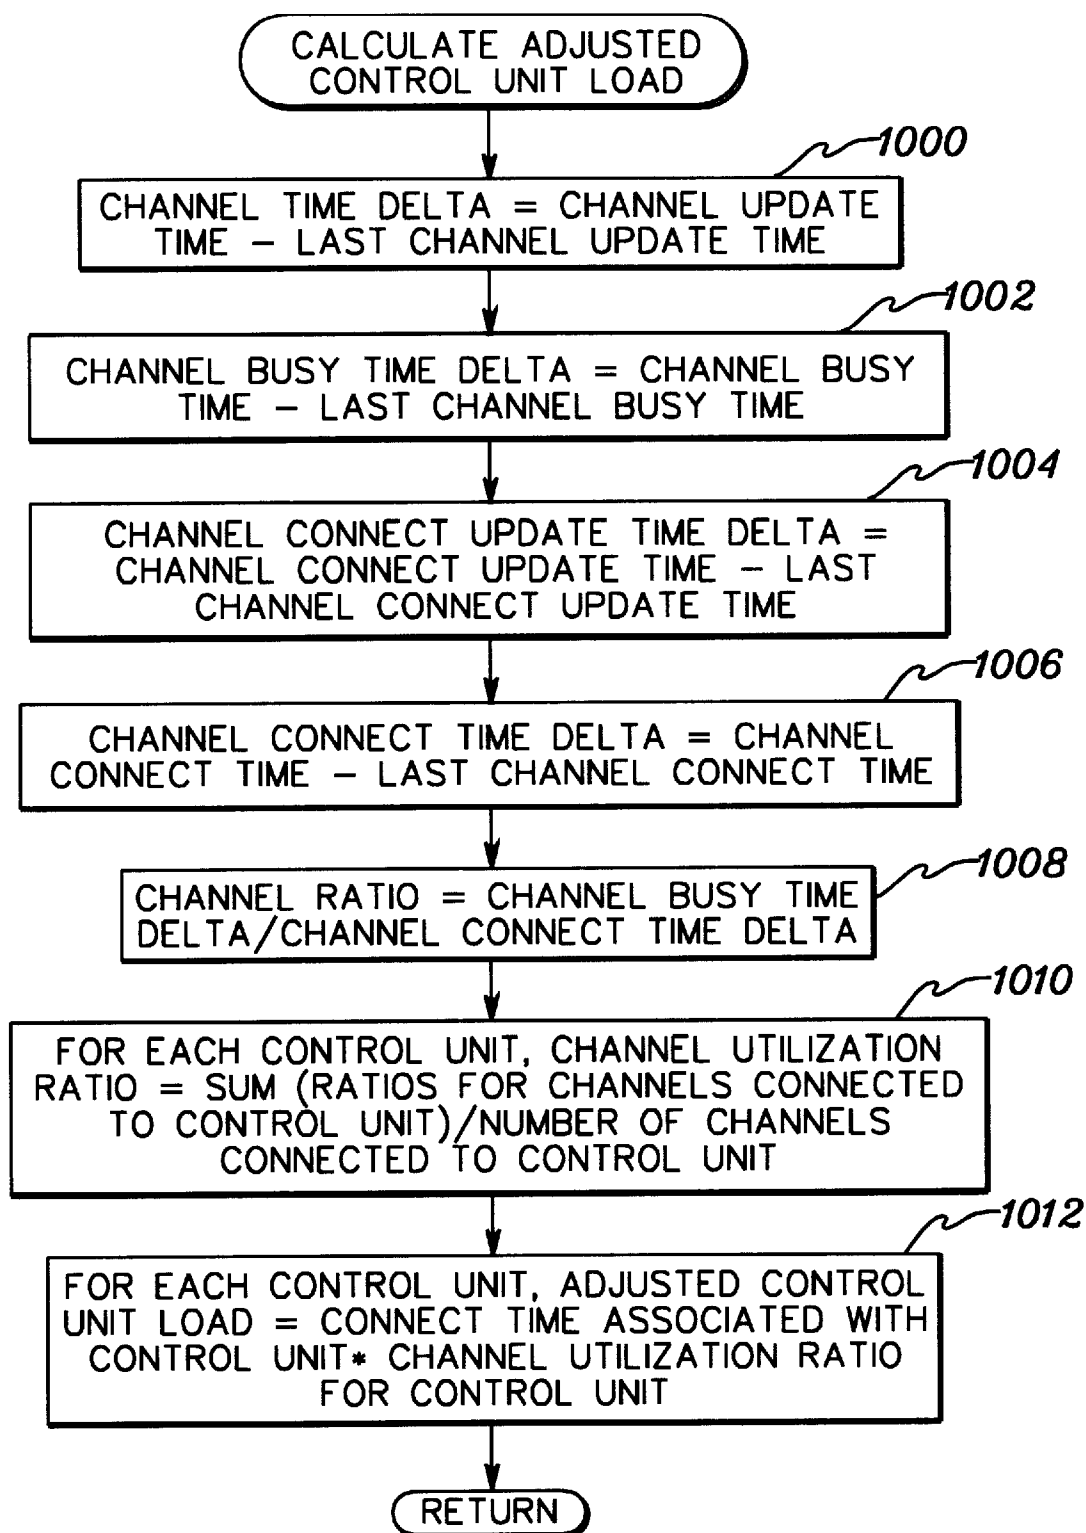 CALCULATE ADJUSTED
CONTROL UNIT LOAD
1000
CHANNEL TIME DELTA = CHANNEL UPDATE
TIME - LAST CHANNEL UPDATE TIME
1002
CHANNEL BUSY TIME DELTA = CHANNEL BUSY
TIME - LAST CHANNEL BUSY TIME
1004
CHANNEL CONNECT UPDATE TIME DELTA =
CHANNEL CONNECT UPDATE TIME - LAST
CHANNEL CONNECT UPDATE TIME
1006
CHANNEL CONNECT TIME DELTA = CHANNEL
CONNECT TIME - LAST CHANNEL CONNECT TIME
1008
CHANNEL RATIO = CHANNEL BUSY TIME
DELTA/CHANNEL CONNECT TIME DELTA
1010
FOR EACH CONTROL UNIT, CHANNEL UTILIZATION
RATIO = SUM (RATIOS FOR CHANNELS CONNECTED
TO CONTROL UNIT)/NUMBER OF CHANNELS
CONNECTED TO CONTROL UNIT
1012
FOR EACH CONTROL UNIT, ADJUSTED CONTROL
UNIT LOAD = CONNECT TIME ASSOCIATED WITH
CONTROL UNIT* CHANNEL UTILIZATION RATIO
FOR CONTROL UNIT
RETURN